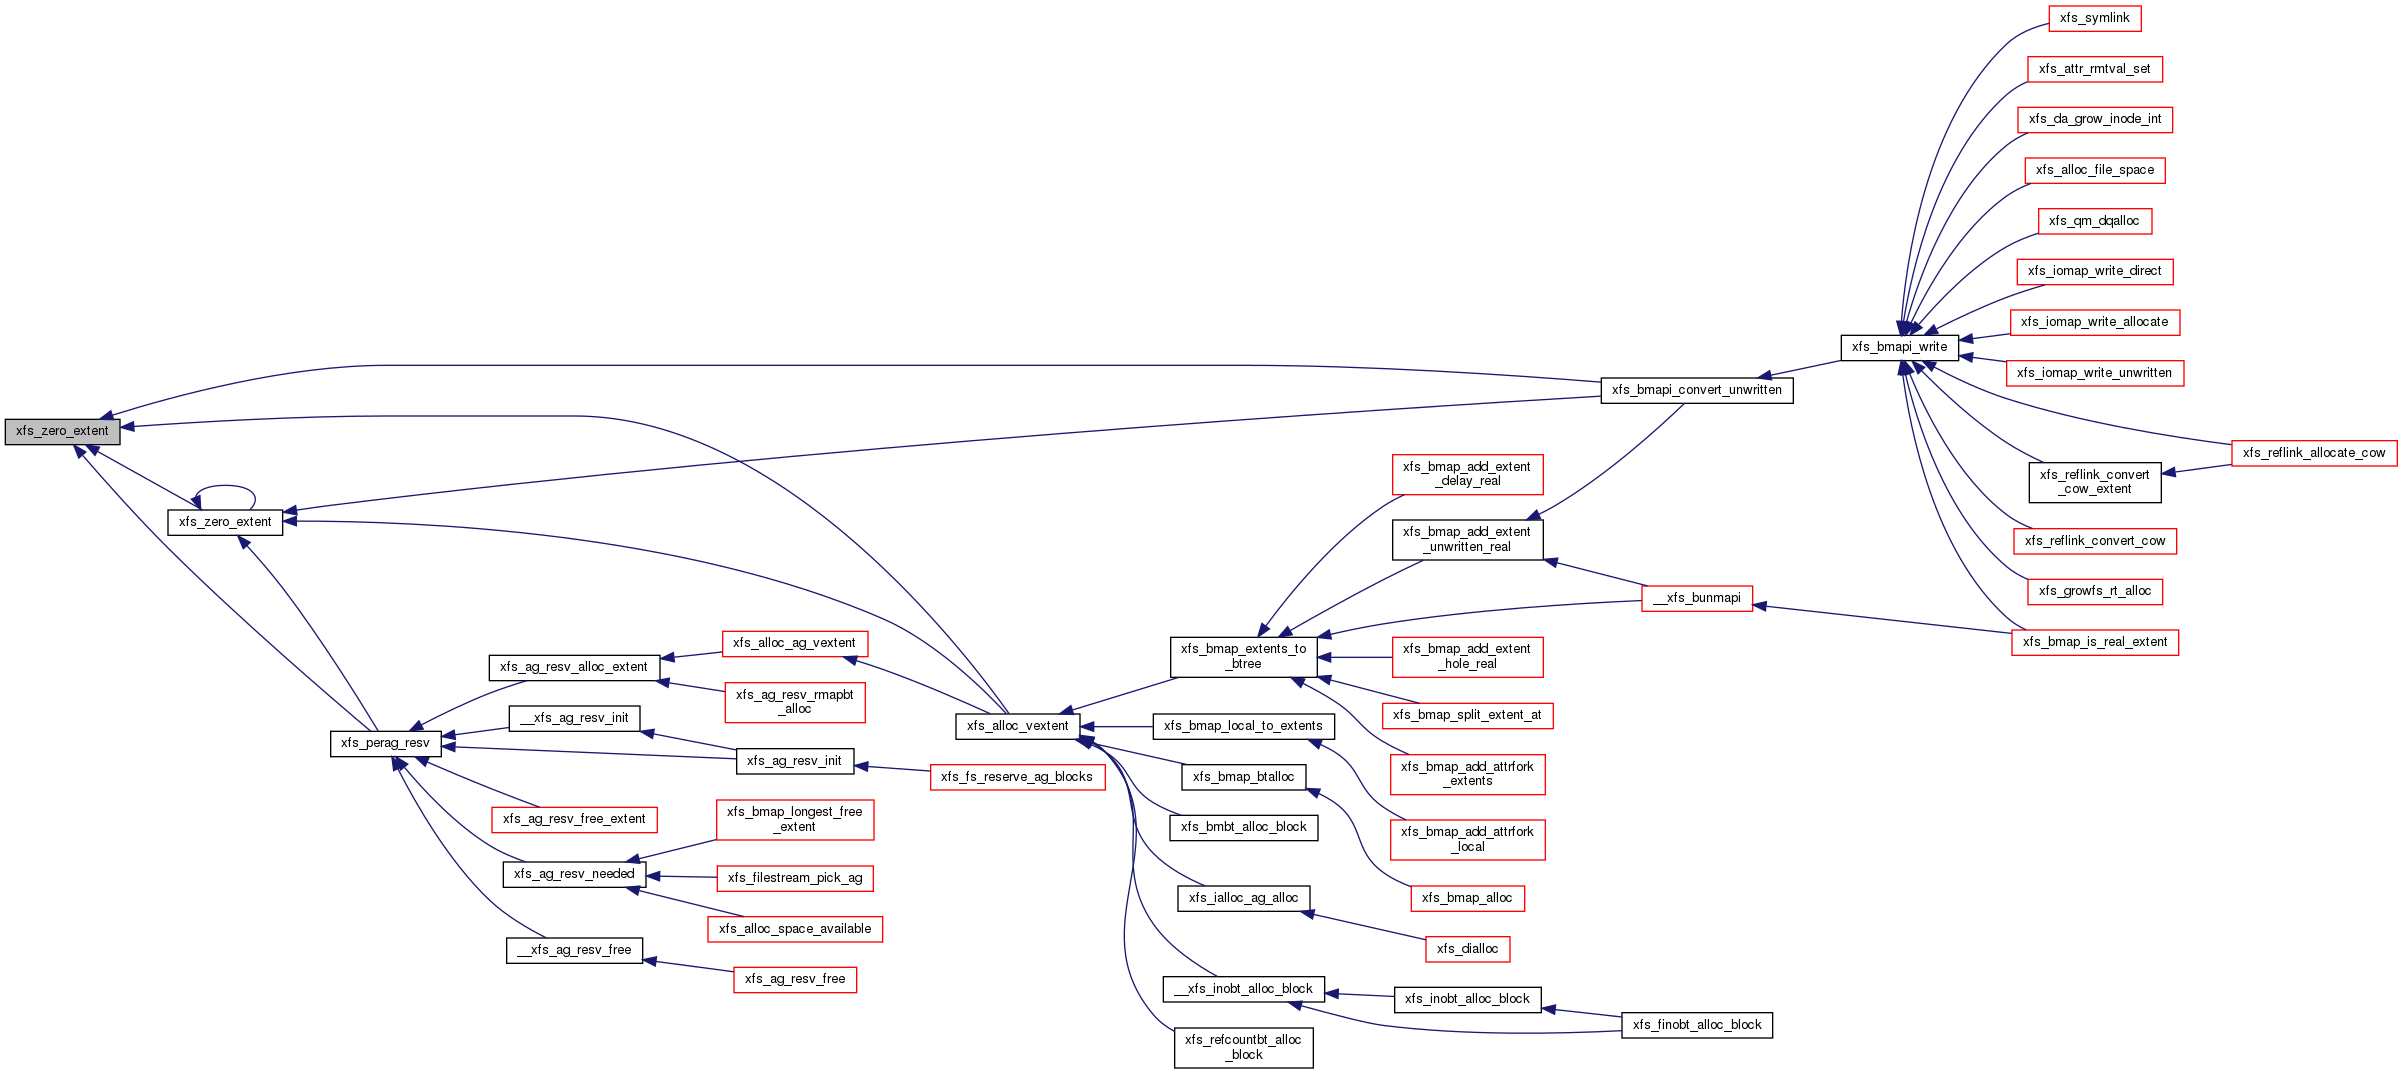 xfs_symlink
xfs_attr_rmtval_set
xfs_da_grow_inode_int
xfs_alloc_file_space
xfs_qm_dqalloc
xfs_iomap_write_direct
xfs_iomap_write_allocate
xfs_bmapi_write
xfs_iomap_write_unwritten
xfs_bmapi_convert_unwritten
xfs_zero_extent
xfs_reflink_allocate_cow
xfs_bmap_add_extent
_delay_real
xfs_reflink_convert
_cow_extent
xfs_zero_extent
xfs_bmap_add_extent
_unwritten_real
xfs_reflink_convert_cow
xfs_growfs_rt_alloc
__xfs_bunmapi
xfs_alloc_ag_vextent
xfs_bmap_is_real_extent
xfs_ag_resv_alloc_extent
xfs_bmap_extents_to
_btree
xfs_bmap_add_extent
_hole_real
xfs_ag_resv_rmapbt
_alloc
__xfs_ag_resv_init
xfs_bmap_split_extent_at
xfs_alloc_vextent
xfs_bmap_local_to_extents
xfs_perag_resv
xfs_ag_resv_init
xfs_fs_reserve_ag_blocks
xfs_bmap_btalloc
xfs_bmap_add_attrfork
_extents
xfs_ag_resv_free_extent
xfs_bmap_longest_free
_extent
xfs_bmbt_alloc_block
xfs_bmap_add_attrfork
_local
xfs_ag_resv_needed
xfs_filestream_pick_ag
xfs_ialloc_ag_alloc
xfs_bmap_alloc
xfs_alloc_space_available
__xfs_ag_resv_free
xfs_dialloc
xfs_ag_resv_free
__xfs_inobt_alloc_block
xfs_inobt_alloc_block
xfs_finobt_alloc_block
xfs_refcountbt_alloc
_block